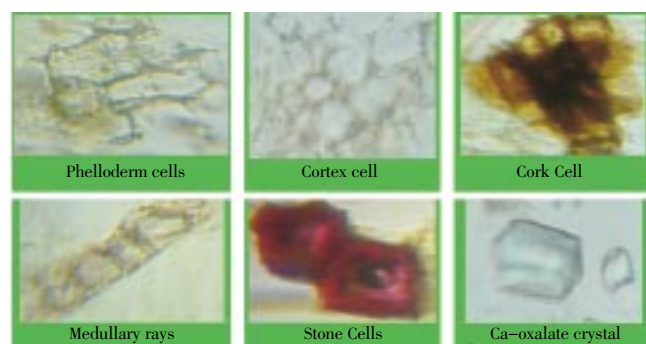 Phelloderm cells
Cortex cell
Cork Cell
Medullary rays
Stone Cells
Ca-oxalate crystal